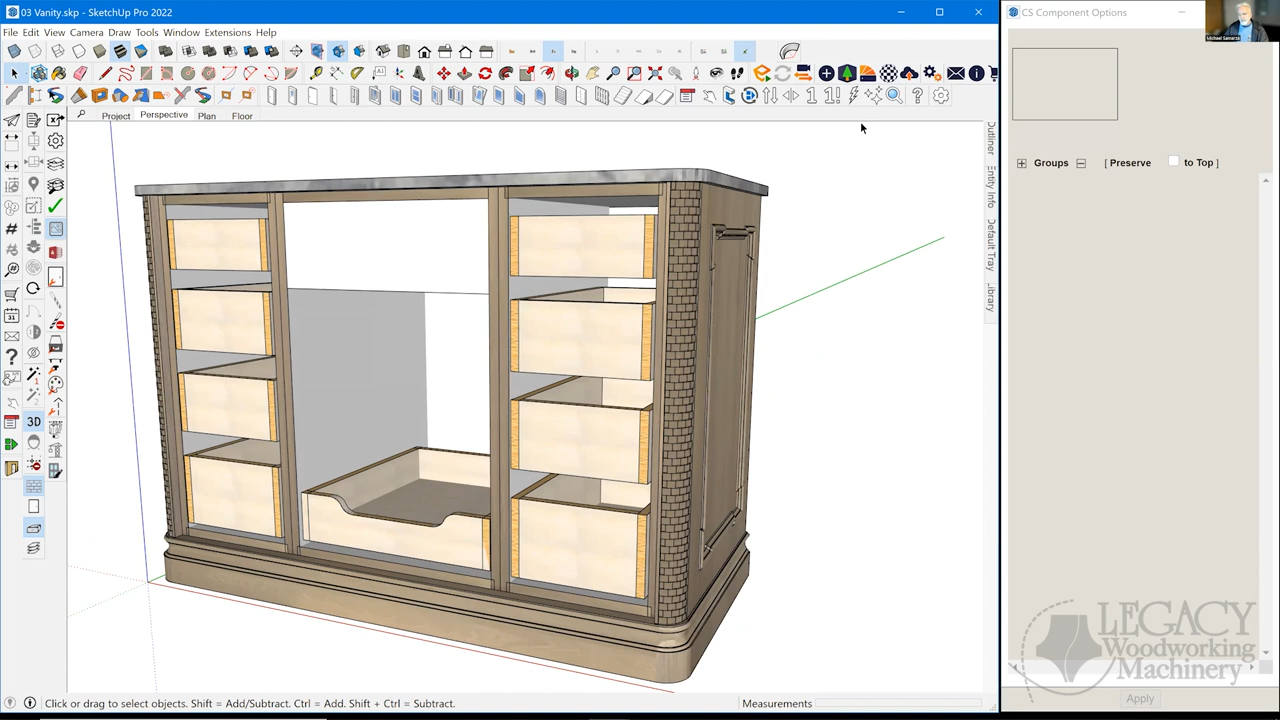 03 Vanity.skp - SketchUp Pro 2022
File Edit View Camera Draw Tools Window Extensions Help
Project Perspective Plan Floor
Outliner
Entity Info
Default Tray
Library
3D
31
Click or drag to select objects. Shift = Add/Subtract. Ctrl = Add. Shift + Ctrl = Subtract.
Measurements
CS Component Options
Groups [ Preserve to Top ]
LEGACY
Woodworking
Machinery
Apply